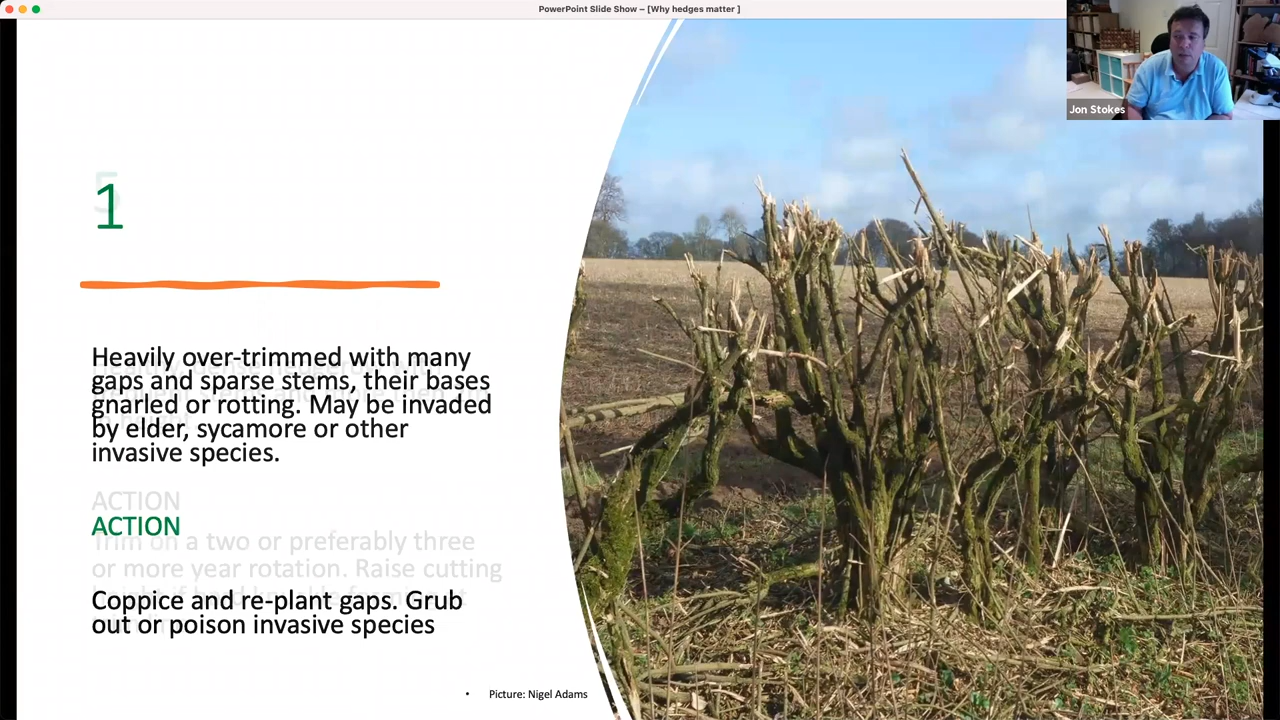 PowerPoint Slide Show – [Why hedges matter ]
Jon Stokes
5
1
Heavily over-trimmed with many
gaps and sparse stems, their bases
gnarled or rotting. May be invaded
by elder, sycamore or other
invasive species.
ACTION
ACTION
Trim on a two or preferably three
or more year rotation. Raise cutting
Coppice and re-plant gaps. Grub
out or poison invasive species
• Picture: Nigel Adams